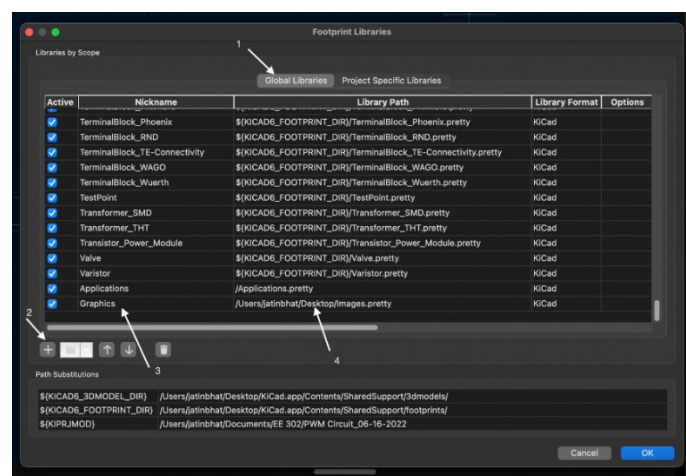 Footprint Libraries
Libraries by Scope
1
Global Libraries Project Specific Libraries
Active Nickname Library Path Library Format Options
TerminalBlock_Phoenix ${KICAD6_FOOTPRINT_DIR}/TerminalBlock_Phoenix.pretty KiCad
TerminalBlock_RND ${KICAD6_FOOTPRINT_DIR}/TerminalBlock_RND.pretty KiCad
TerminalBlock_TE-Connectivity ${KICAD6_FOOTPRINT_DIR}/TerminalBlock_TE-Connectivity.pretty KiCad
TerminalBlock_WAGO ${KICAD6_FOOTPRINT_DIR}/TerminalBlock_WAGO.pretty KiCad
TerminalBlock_Wuerth ${KICAD6_FOOTPRINT_DIR}/TerminalBlock_Wuerth.pretty KiCad
TestPoint ${KICAD6_FOOTPRINT_DIR}/TestPoint.pretty KiCad
Transformer_SMD ${KICAD6_FOOTPRINT_DIR}/Transformer_SMD.pretty KiCad
Transformer_THT ${KICAD6_FOOTPRINT_DIR}/Transformer_THT.pretty KiCad
Transistor_Power_Module ${KICAD6_FOOTPRINT_DIR}/Transistor_Power_Module.pretty KiCad
Valve ${KICAD6_FOOTPRINT_DIR}/Valve.pretty KiCad
Varistor ${KICAD6_FOOTPRINT_DIR}/Varistor.pretty KiCad
Applications /Applications.pretty KiCad
Graphics /Users/jatinbhat/Desktop/Images.pretty KiCad
2
3
4
Path Substitutions
${KICAD6_3DMODEL_DIR} /Users/jatinbhat/Desktop/KiCad.app/Contents/SharedSupport/3dmodels/
${KICAD6_FOOTPRINT_DIR} /Users/jatinbhat/Desktop/KiCad.app/Contents/SharedSupport/footprints/
${KIPRJMOD} /Users/jatinbhat/Documents/EE 302/PWM CIrcuit_06-16-2022
Cancel OK